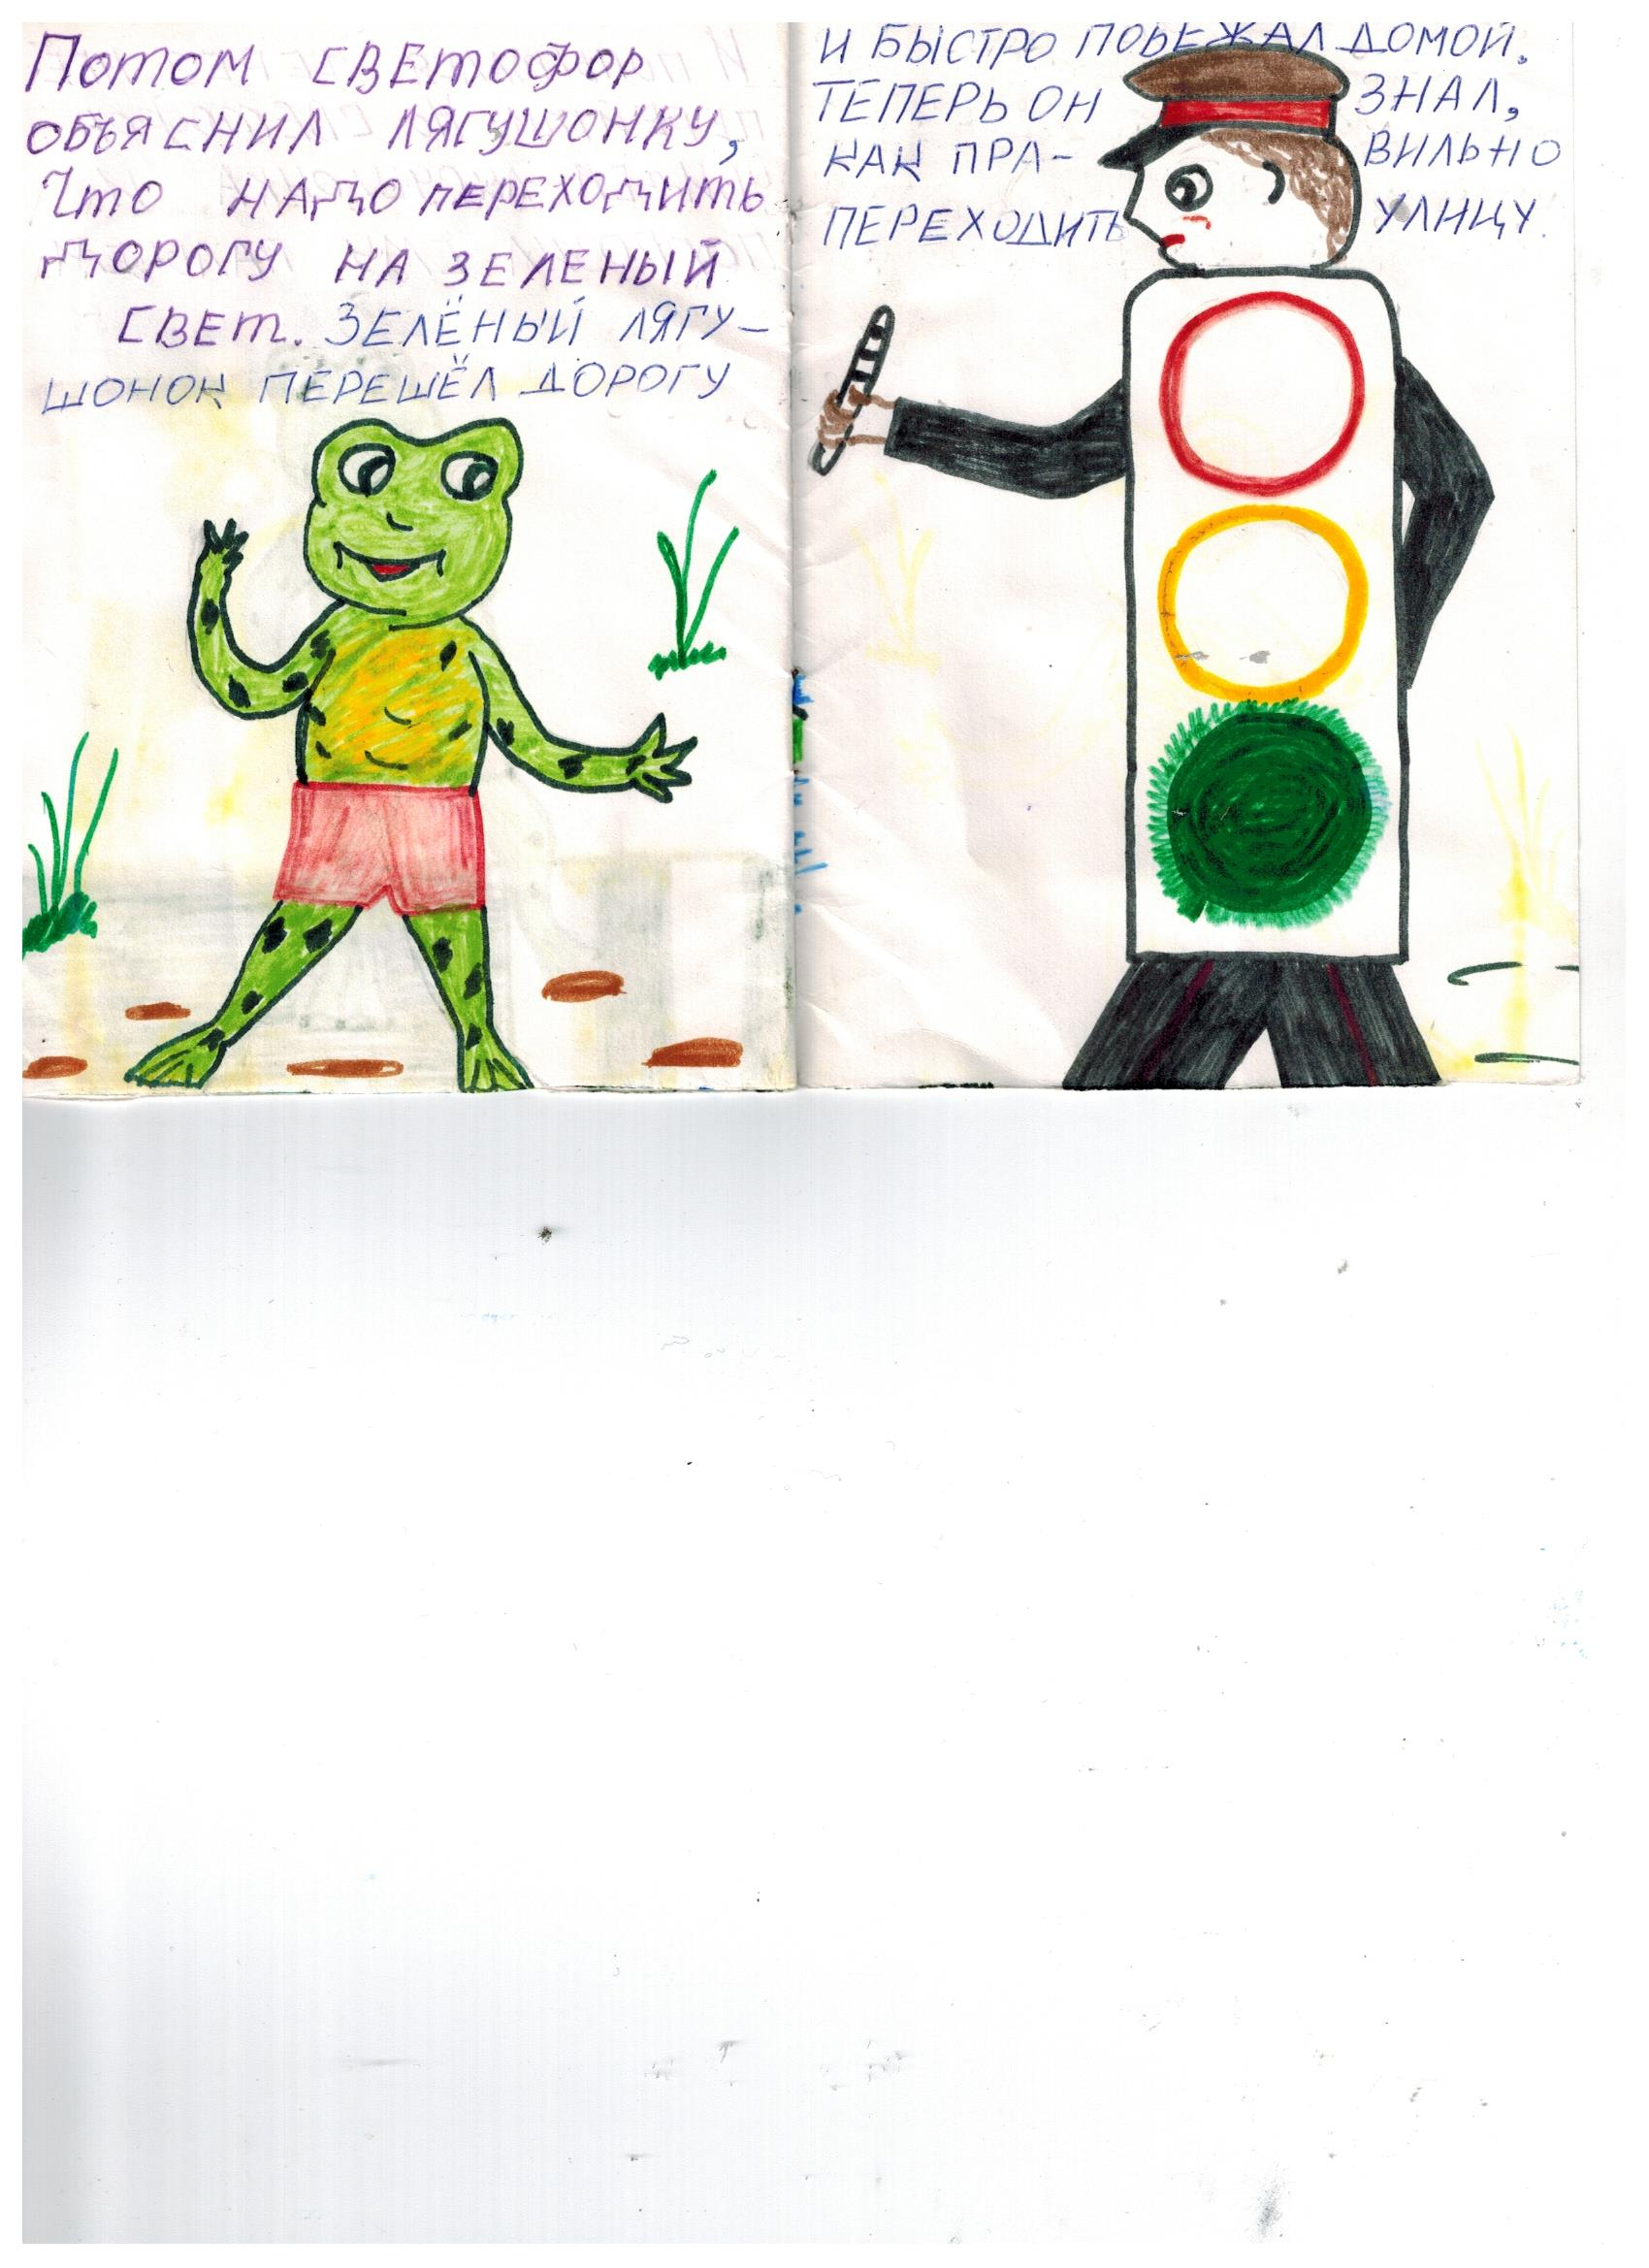 Потом светофор
объяснил лягушонку,
Что надо переходить
дорогу на зеленый
свет. Зелёный лягу-
шонок перешёл дорогу
и быстро побежал домой.
Теперь он знал,
как пра- вильно
переходить улицу.